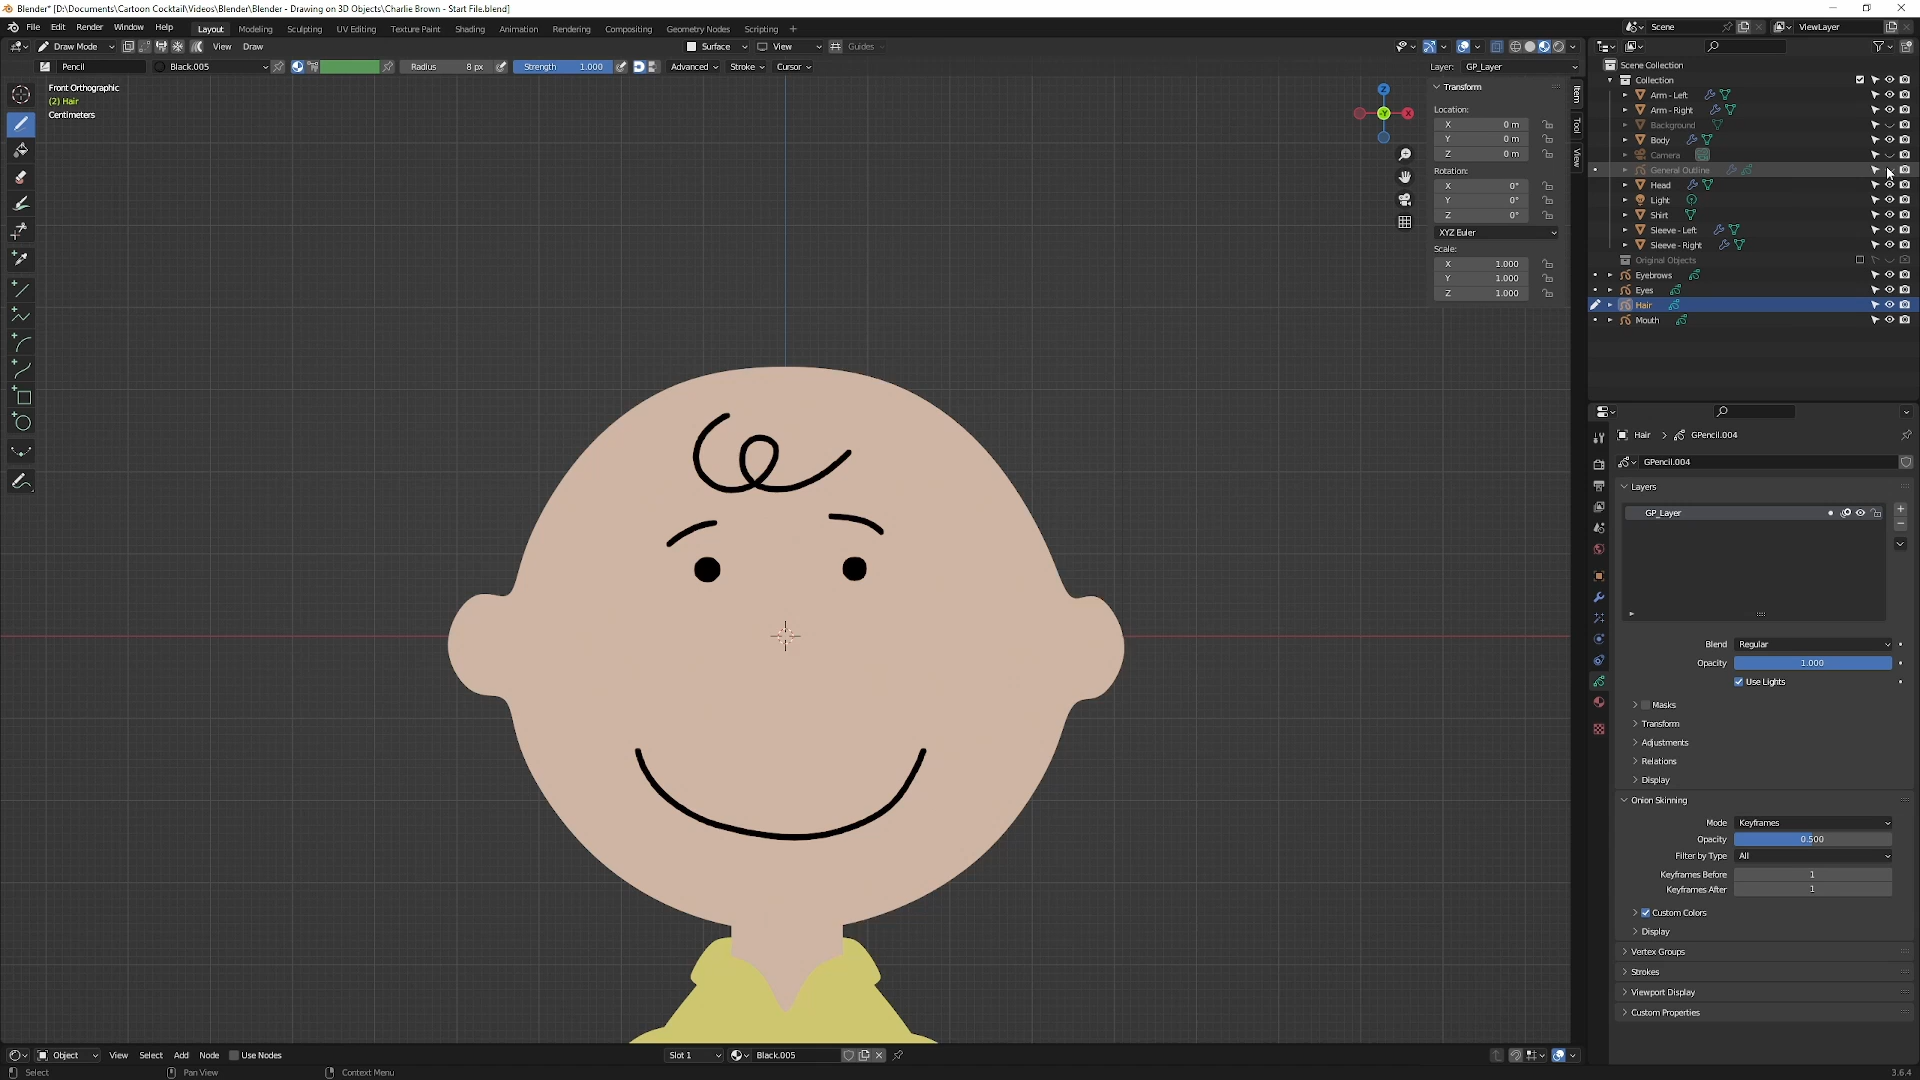 Blender* [D:\Documents\Cartoon Cocktail\Videos\Blender\Blender - Drawing on 3D Objects\Charlie Brown - Start File.blend]
File Edit Render Window Help Layout Modeling Sculpting UV Editing Texture Paint Shading Animation Rendering Compositing Geometry Nodes Scripting + Scene ViewLayer
Draw Mode View Draw Surface View Guides
Pencil Black.005 Radius 8 px Strength 1.000 Advanced Stroke Cursor Layer: GP_Layer
Front Orthographic
(2) Hair
Centimeters
Z
X
-Y
Transform
Location:
X 0 m
Y 0 m
Z 0 m
Rotation:
X 0°
Y 0°
Z 0°
XYZ Euler
Scale:
X 1.000
Y 1.000
Z 1.000
Item
Tool
View
Scene Collection
Collection
Arm - Left
Arm - Right
Background
Body
Camera
General Outline
Head
Light
Shirt
Sleeve - Left
Sleeve - Right
Original Objects
Eyebrows
Eyes
Hair
Mouth
Hair > GPencil.004
GPencil.004
Layers
GP_Layer
Blend Regular
Opacity 1.000
Use Lights
Masks
Transform
Adjustments
Relations
Display
Onion Skinning
Mode Keyframes
Opacity 0.500
Filter by Type All
Keyframes Before 1
Keyframes After 1
Custom Colors
Display
Vertex Groups
Strokes
Viewport Display
Custom Properties
Object View Select Add Node Use Nodes Slot 1 Black.005
Select Pan View Context Menu 3.6.4